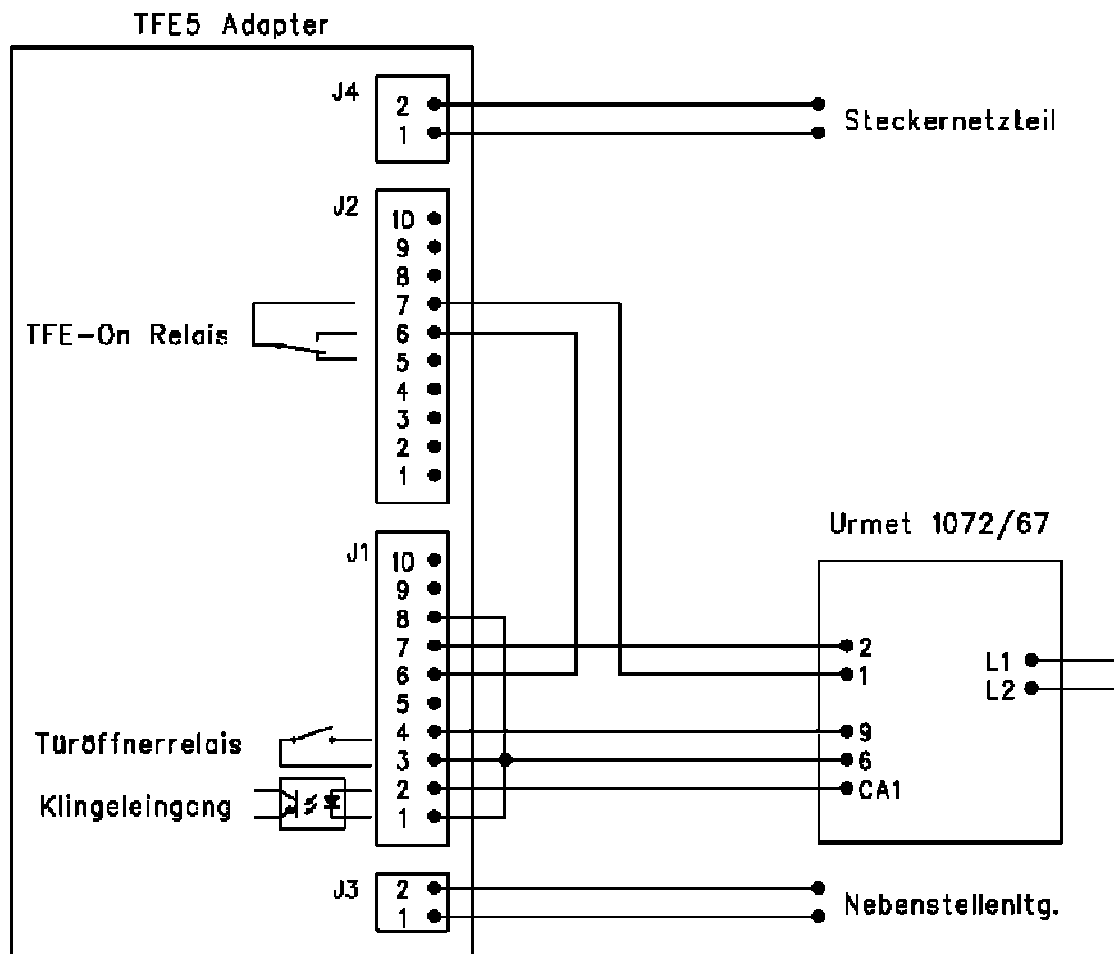 TFE5 Adapter
J4
2
1
Steckernetzteil
J2
10
9
8
7
6
5
4
3
2
1
TFE-On Relais
J1
10
9
8
7
6
5
4
3
2
1
Türöffnerrelais
Klingeleingang
Urmet 1072/67
2
1
9
6
CA1
L1
L2
J3
2
1
Nebenstellenltg.